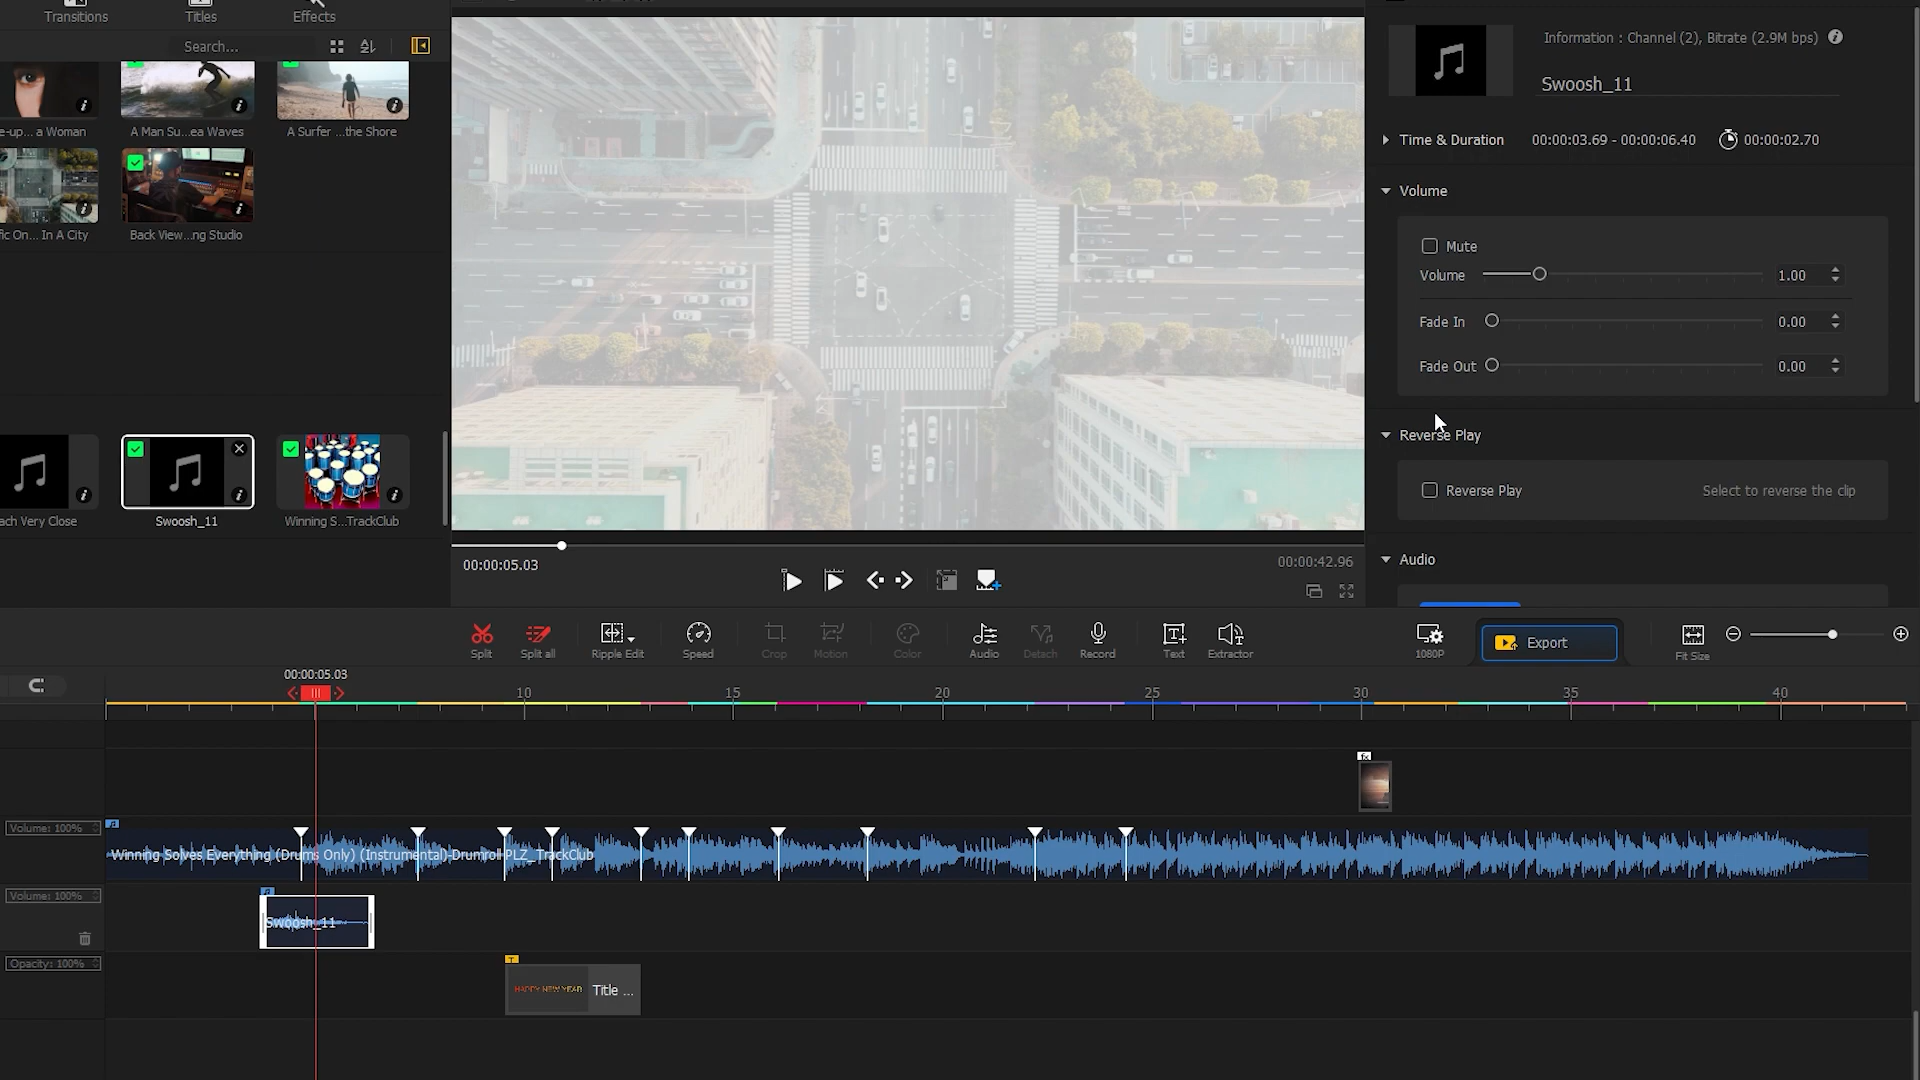 Transitions
Titles
Effects
Search...
e-up... a Woman
A Man Su...ea Waves
A Surfer ...the Shore
fic On... In A City
Back View...ng Studio
ach Very Close
Swoosh_11
Winning S...TrackClub
00:00:05.03
00:00:42.96
Information : Channel (2), Bitrate (2.9M bps)
Swoosh_11
Time & Duration
00:00:03.69 - 00:00:06.40
00:00:02.70
Volume
Mute
Volume
1.00
Fade In
0.00
Fade Out
0.00
Reverse Play
Reverse Play
Select to reverse the clip
Audio
Split
Split all
Ripple Edit
Speed
Crop
Motion
Color
Audio
Detach
Record
Text
Extractor
1080P
Export
Fit Size
00:00:05.03
10
15
20
25
30
35
40
fx
Volume: 100%
Winning Solves Everything (Drums Only) (Instrumental)-Drumroll PLZ_TrackClub
Volume: 100%
Swoosh_11
Opacity: 100%
T
HAPPY NEW YEAR
Title ...